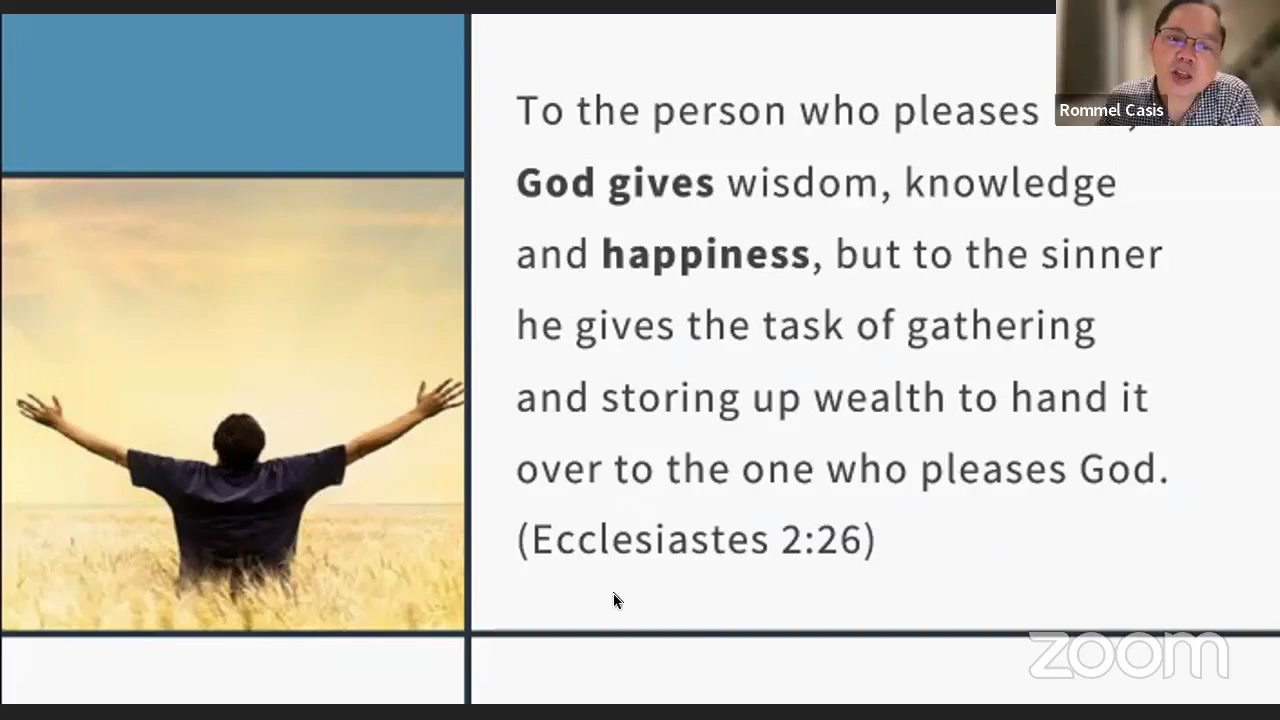 To the person who pleases
God gives wisdom, knowledge
and happiness, but to the sinner
he gives the task of gathering
and storing up wealth to hand it
over to the one who pleases God.
(Ecclesiastes 2:26)
Rommel Casis
zoom